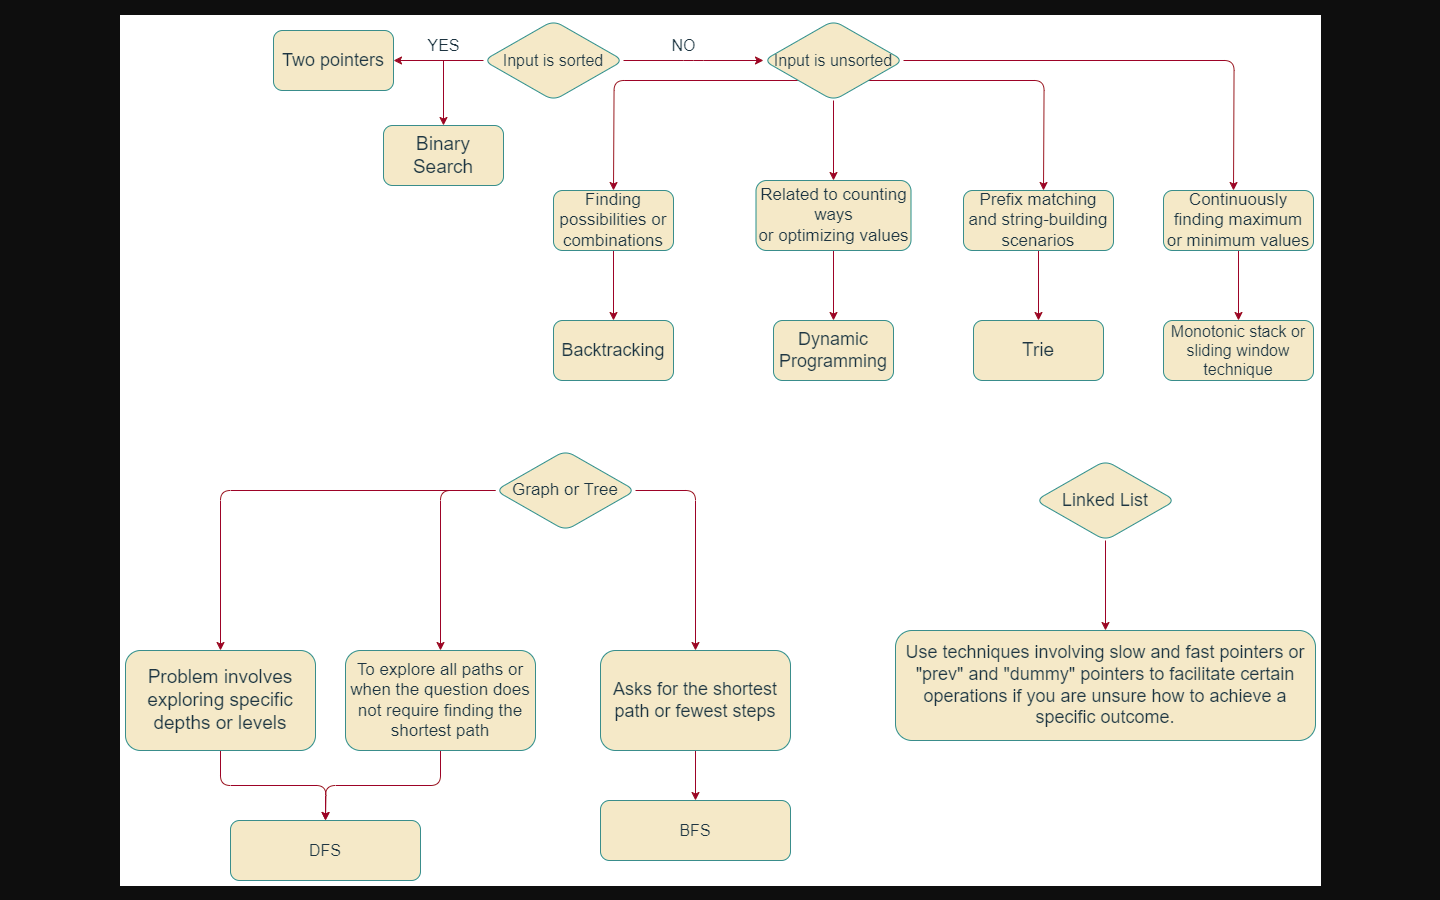 Two pointers
YES
Input is sorted
NO
Input is unsorted
Binary
Search
Finding
possibilities or
combinations
Related to counting
ways
or optimizing values
Prefix matching
and string-building
scenarios
Continuously
finding maximum
or minimum values
Backtracking
Dynamic
Programming
Trie
Monotonic stack or
sliding window
technique
Graph or Tree
Linked List
Problem involves
exploring specific
depths or levels
To explore all paths or
when the question does
not require finding the
shortest path
Asks for the shortest
path or fewest steps
Use techniques involving slow and fast pointers or
"prev" and "dummy" pointers to facilitate certain
operations if you are unsure how to achieve a
specific outcome.
DFS
BFS